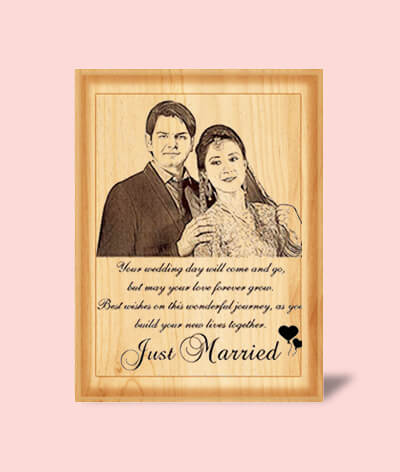 Your wedding day will come and go,
but may your love forever grow.
Best wishes on this wonderful journey, as you
build your new lives together.
Just Married